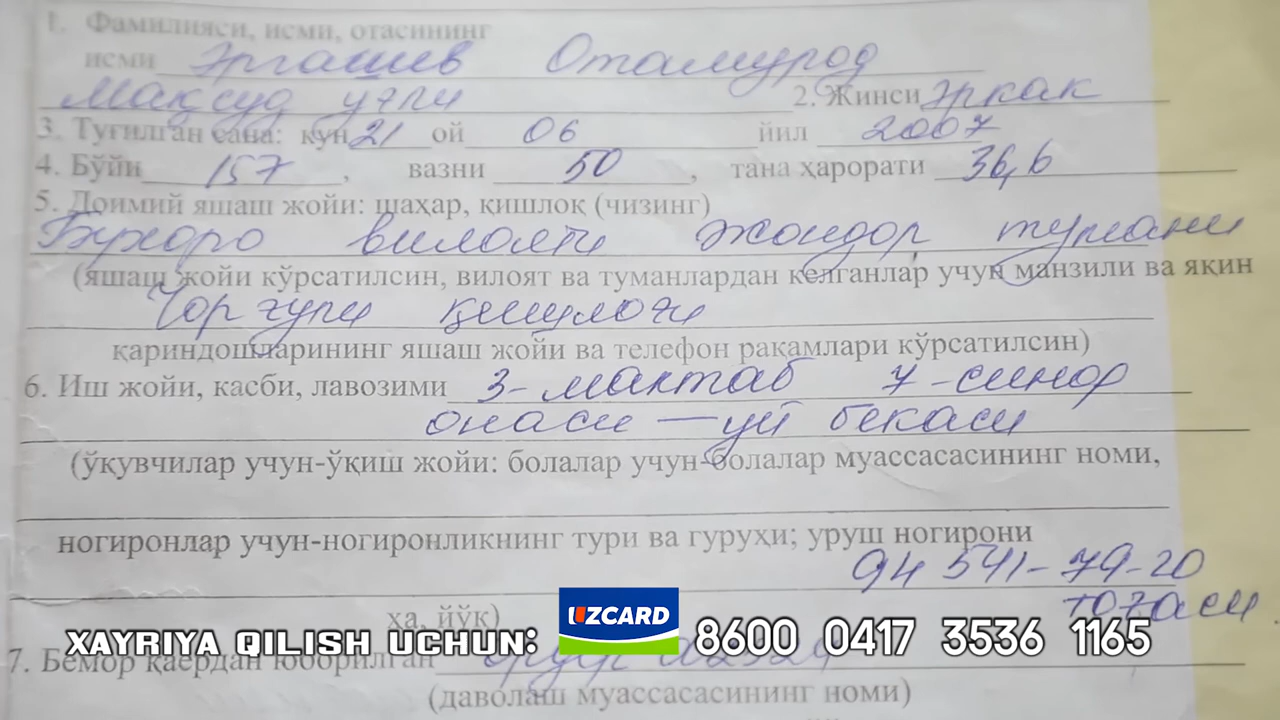 1. Фамилияси, исми, отасининг
исми Эргашев Отамурод
Мақсуд ўғли 2. Жинси эркак
3. Туғилган сана: кун 21 ой 06 йил 2007
4. Бўйи 157, вазни 50, тана ҳарорати 36,6
5. Доимий яшаш жойи: шаҳар, қишлоқ (чизинг)
Бухоро вилояти Жондор тумани
(яшаш жойи кўрсатилсин, вилоят ва туманлардан келганлар учун манзили ва яқин
қишлоғи
қариндошларининг яшаш жойи ва телефон рақамлари кўрсатилсин)
6. Иш жойи, касби, лавозими 3-мактаб 7-синф
онаси — уй бекаси
(ўқувчилар учун-ўқиш жойи: болалар учун-болалар муассасасининг номи,
ногиронлар учун-ногиронликнинг тури ва гуруҳи; уруш ногирони
94 541-79-20
ҳа, йўқ) тоғаси
XAYRIYA QILISH UCHUN: UZCARD 8600 0417 3536 1165
7. Бемор қаердан юборилган
(даволаш муассасасининг номи)